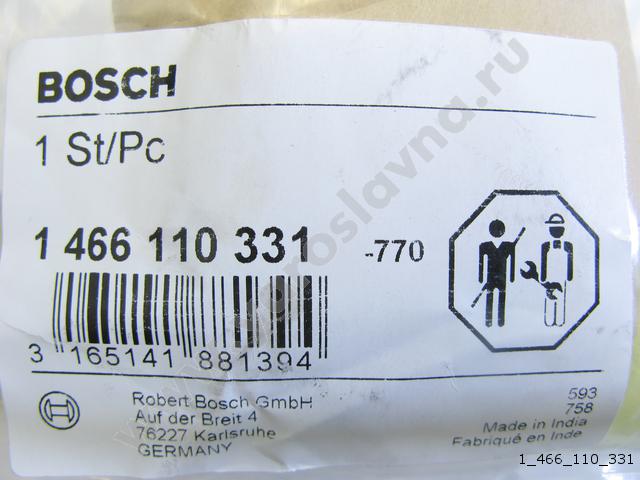 BOSCH
1 St/Pc
1 466 110 331 -770
3 165141 881394
Robert Bosch GmbH
Auf der Breit 4
76227 Karlsruhe
GERMANY
593
758
Made in India
Fabriqué en Inde
1_466_110_331